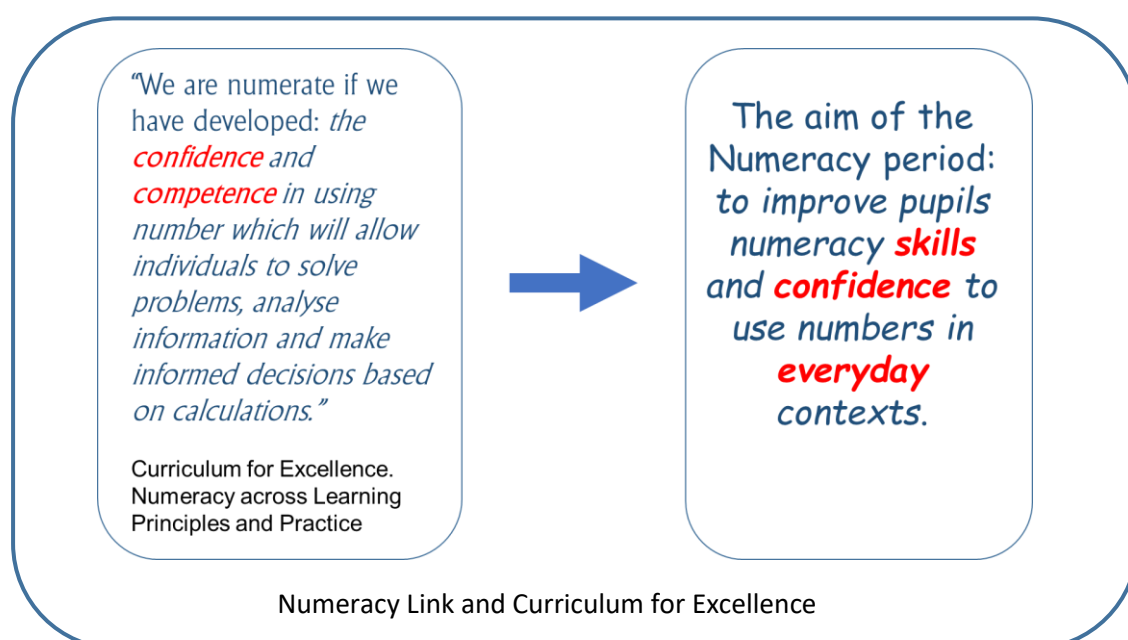 “We are numerate if we
have developed: the
confidence and
competence in using
number which will allow
individuals to solve
problems, analyse
information and make
informed decisions based
on calculations.”
Curriculum for Excellence.
Numeracy across Learning
Principles and Practice
The aim of the
Numeracy period:
to improve pupils
numeracy skills
and confidence to
use numbers in
everyday
contexts.
Numeracy Link and Curriculum for Excellence